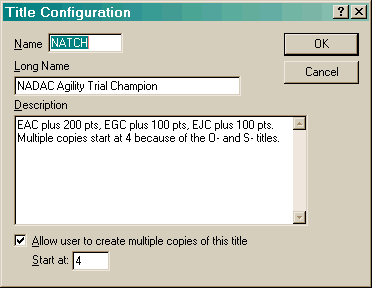 Title Configuration
Name NATCH
OK
Long Name
Cancel
NADAC Agility Trial Champion
Description
EAC plus 200 pts, EGC plus 100 pts, EJC plus 100 pts.
Multiple copies start at 4 because of the O- and S- titles.
Allow user to create multiple copies of this title
Start at: 4